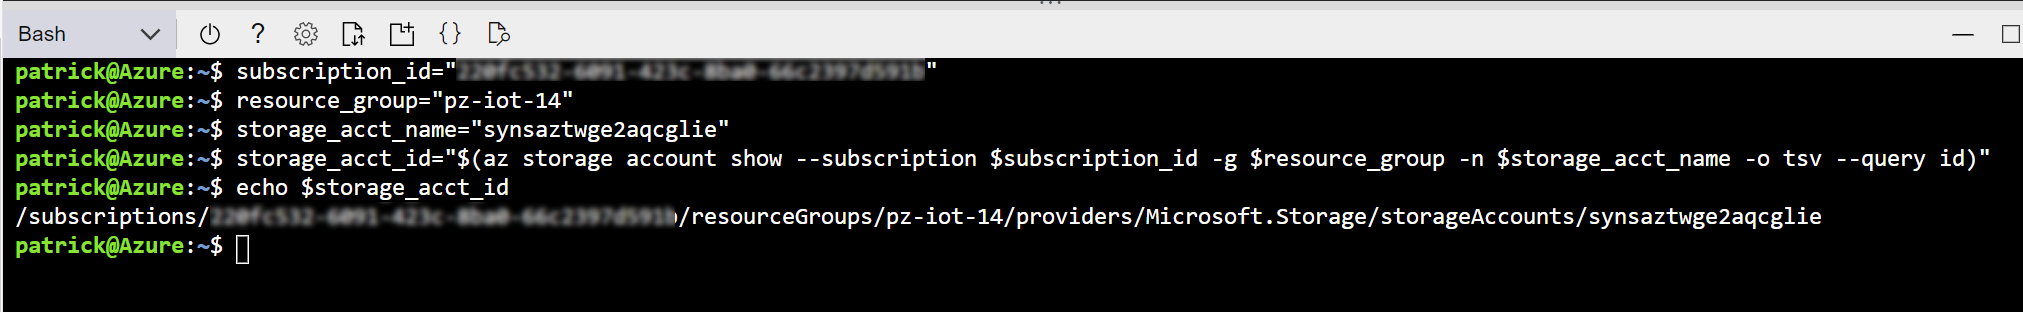 Bash
patrick@Azure:~$ subscription_id=""
patrick@Azure:~$ resource_group="pz-iot-14"
patrick@Azure:~$ storage_acct_name="synsaztwge2aqcglie"
patrick@Azure:~$ storage_acct_id="$(az storage account show --subscription $subscription_id -g $resource_group -n $storage_acct_name -o tsv --query id)"
patrick@Azure:~$ echo $storage_acct_id
/subscriptions//resourceGroups/pz-iot-14/providers/Microsoft.Storage/storageAccounts/synsaztwge2aqcglie
patrick@Azure:~$